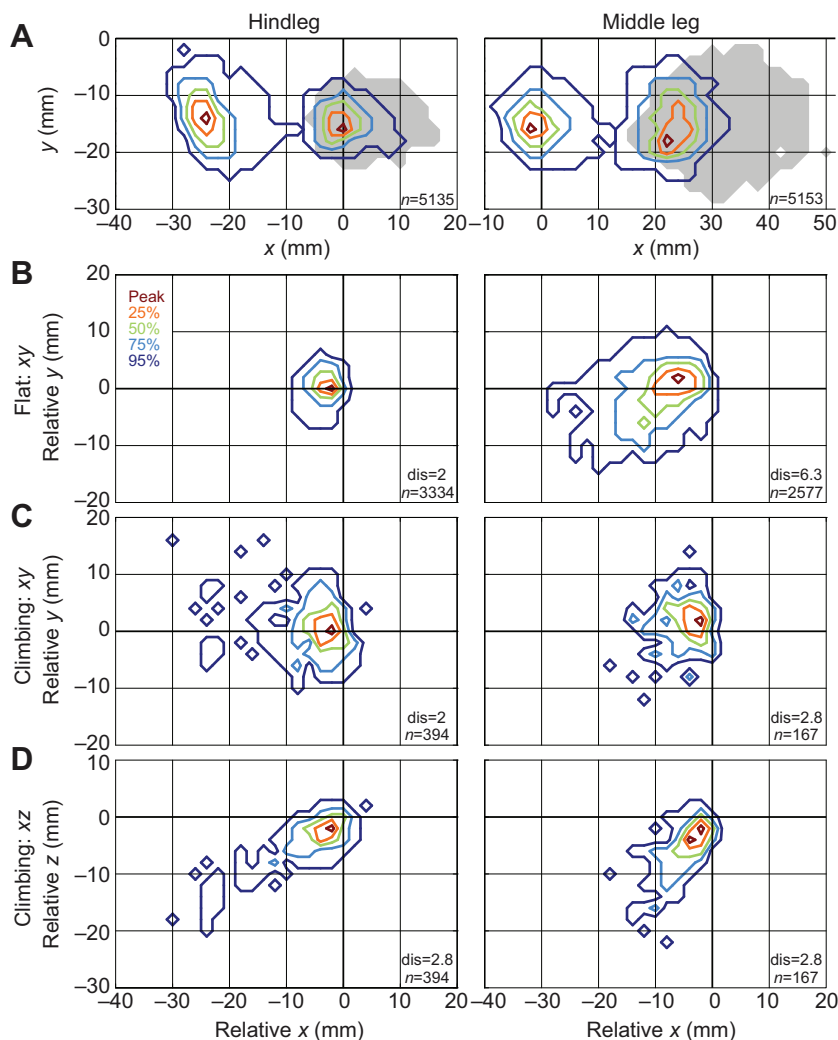 Hindleg Middle leg
A
0
–10
–20
–30
y (mm)
n=5135 n=5153
–40 –30 –20 –10 0 10 20 –10 0 10 20 30 40 50
x (mm) x (mm)
B
20
10
0
–10
–20
Flat: xy
Relative y (mm)
Peak
25%
50%
75%
95%
dis=2 dis=6.3
n=3334 n=2577
C
20
10
0
–10
–20
Climbing: xy
Relative y (mm)
dis=2 dis=2.8
n=394 n=167
D
10
0
–10
–20
–30
Climbing: xz
Relative z (mm)
dis=2.8 dis=2.8
n=394 n=167
–40 –30 –20 –10 0 10 20 –40 –30 –20 –10 0 10 20
Relative x (mm) Relative x (mm)